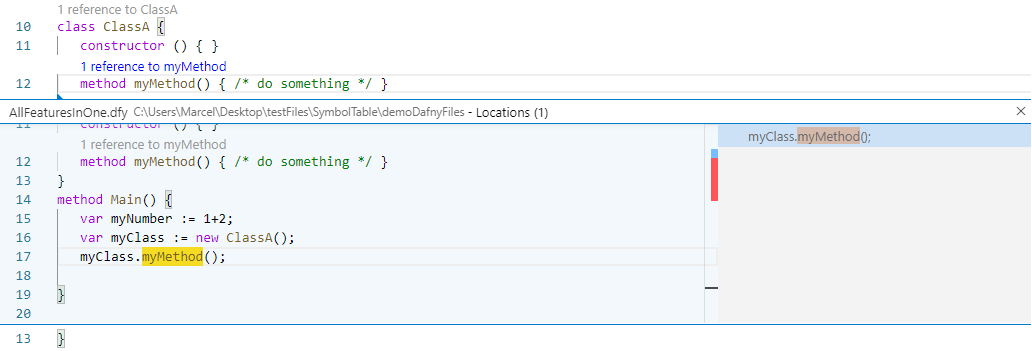 1 reference to ClassA
10 class ClassA {
11 constructor () { }
1 reference to myMethod
12 method myMethod() { /* do something */ }
AllFeaturesInOne.dfy C:\Users\Marcel\Desktop\testFiles\SymbolTable\demoDafnyFiles - Locations (1)
11 constructor () { }
1 reference to myMethod
12 method myMethod() { /* do something */ }
13 }
14 method Main() {
15 var myNumber := 1+2;
16 var myClass := new ClassA();
17 myClass.myMethod();
18
19 }
20
myClass.myMethod();
13 }